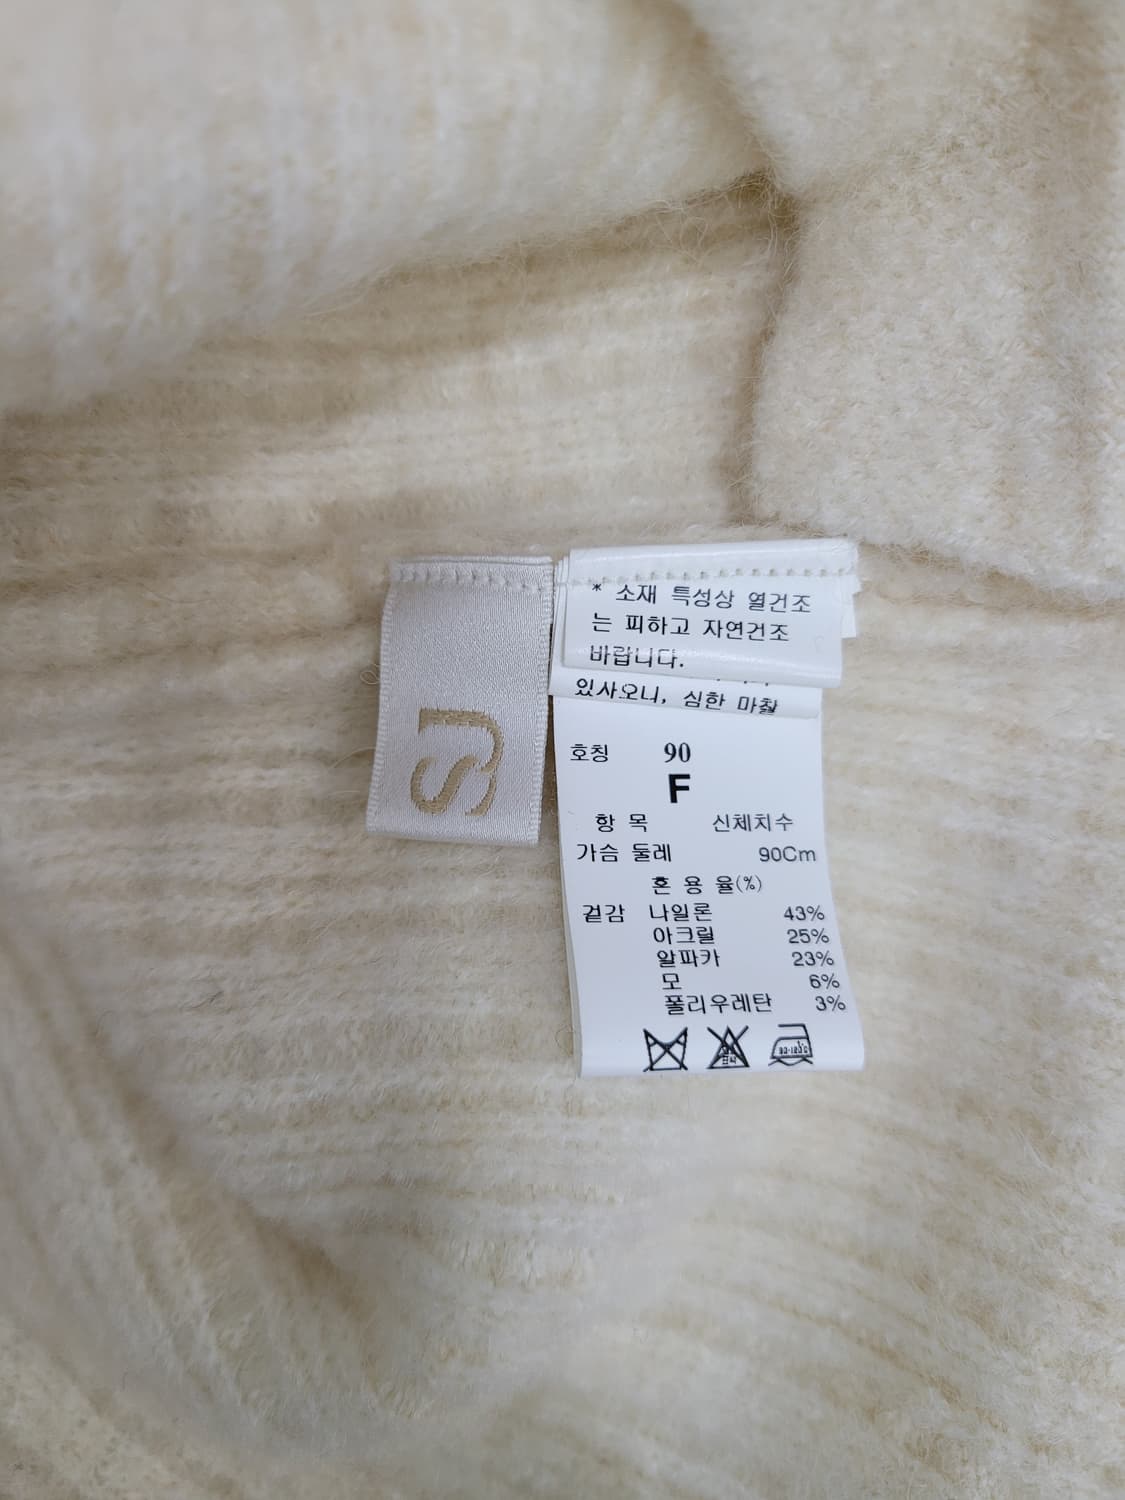 SJ
* 소재 특성상 열건조
는 피하고 자연건조
바랍니다.
있사오니, 심한 마찰
호칭 90
F
항 목 신체치수
가슴 둘레 90Cm
혼 용 율(%)
겉감 나일론 43%
아크릴 25%
알파카 23%
모 6%
폴리우레탄 3%